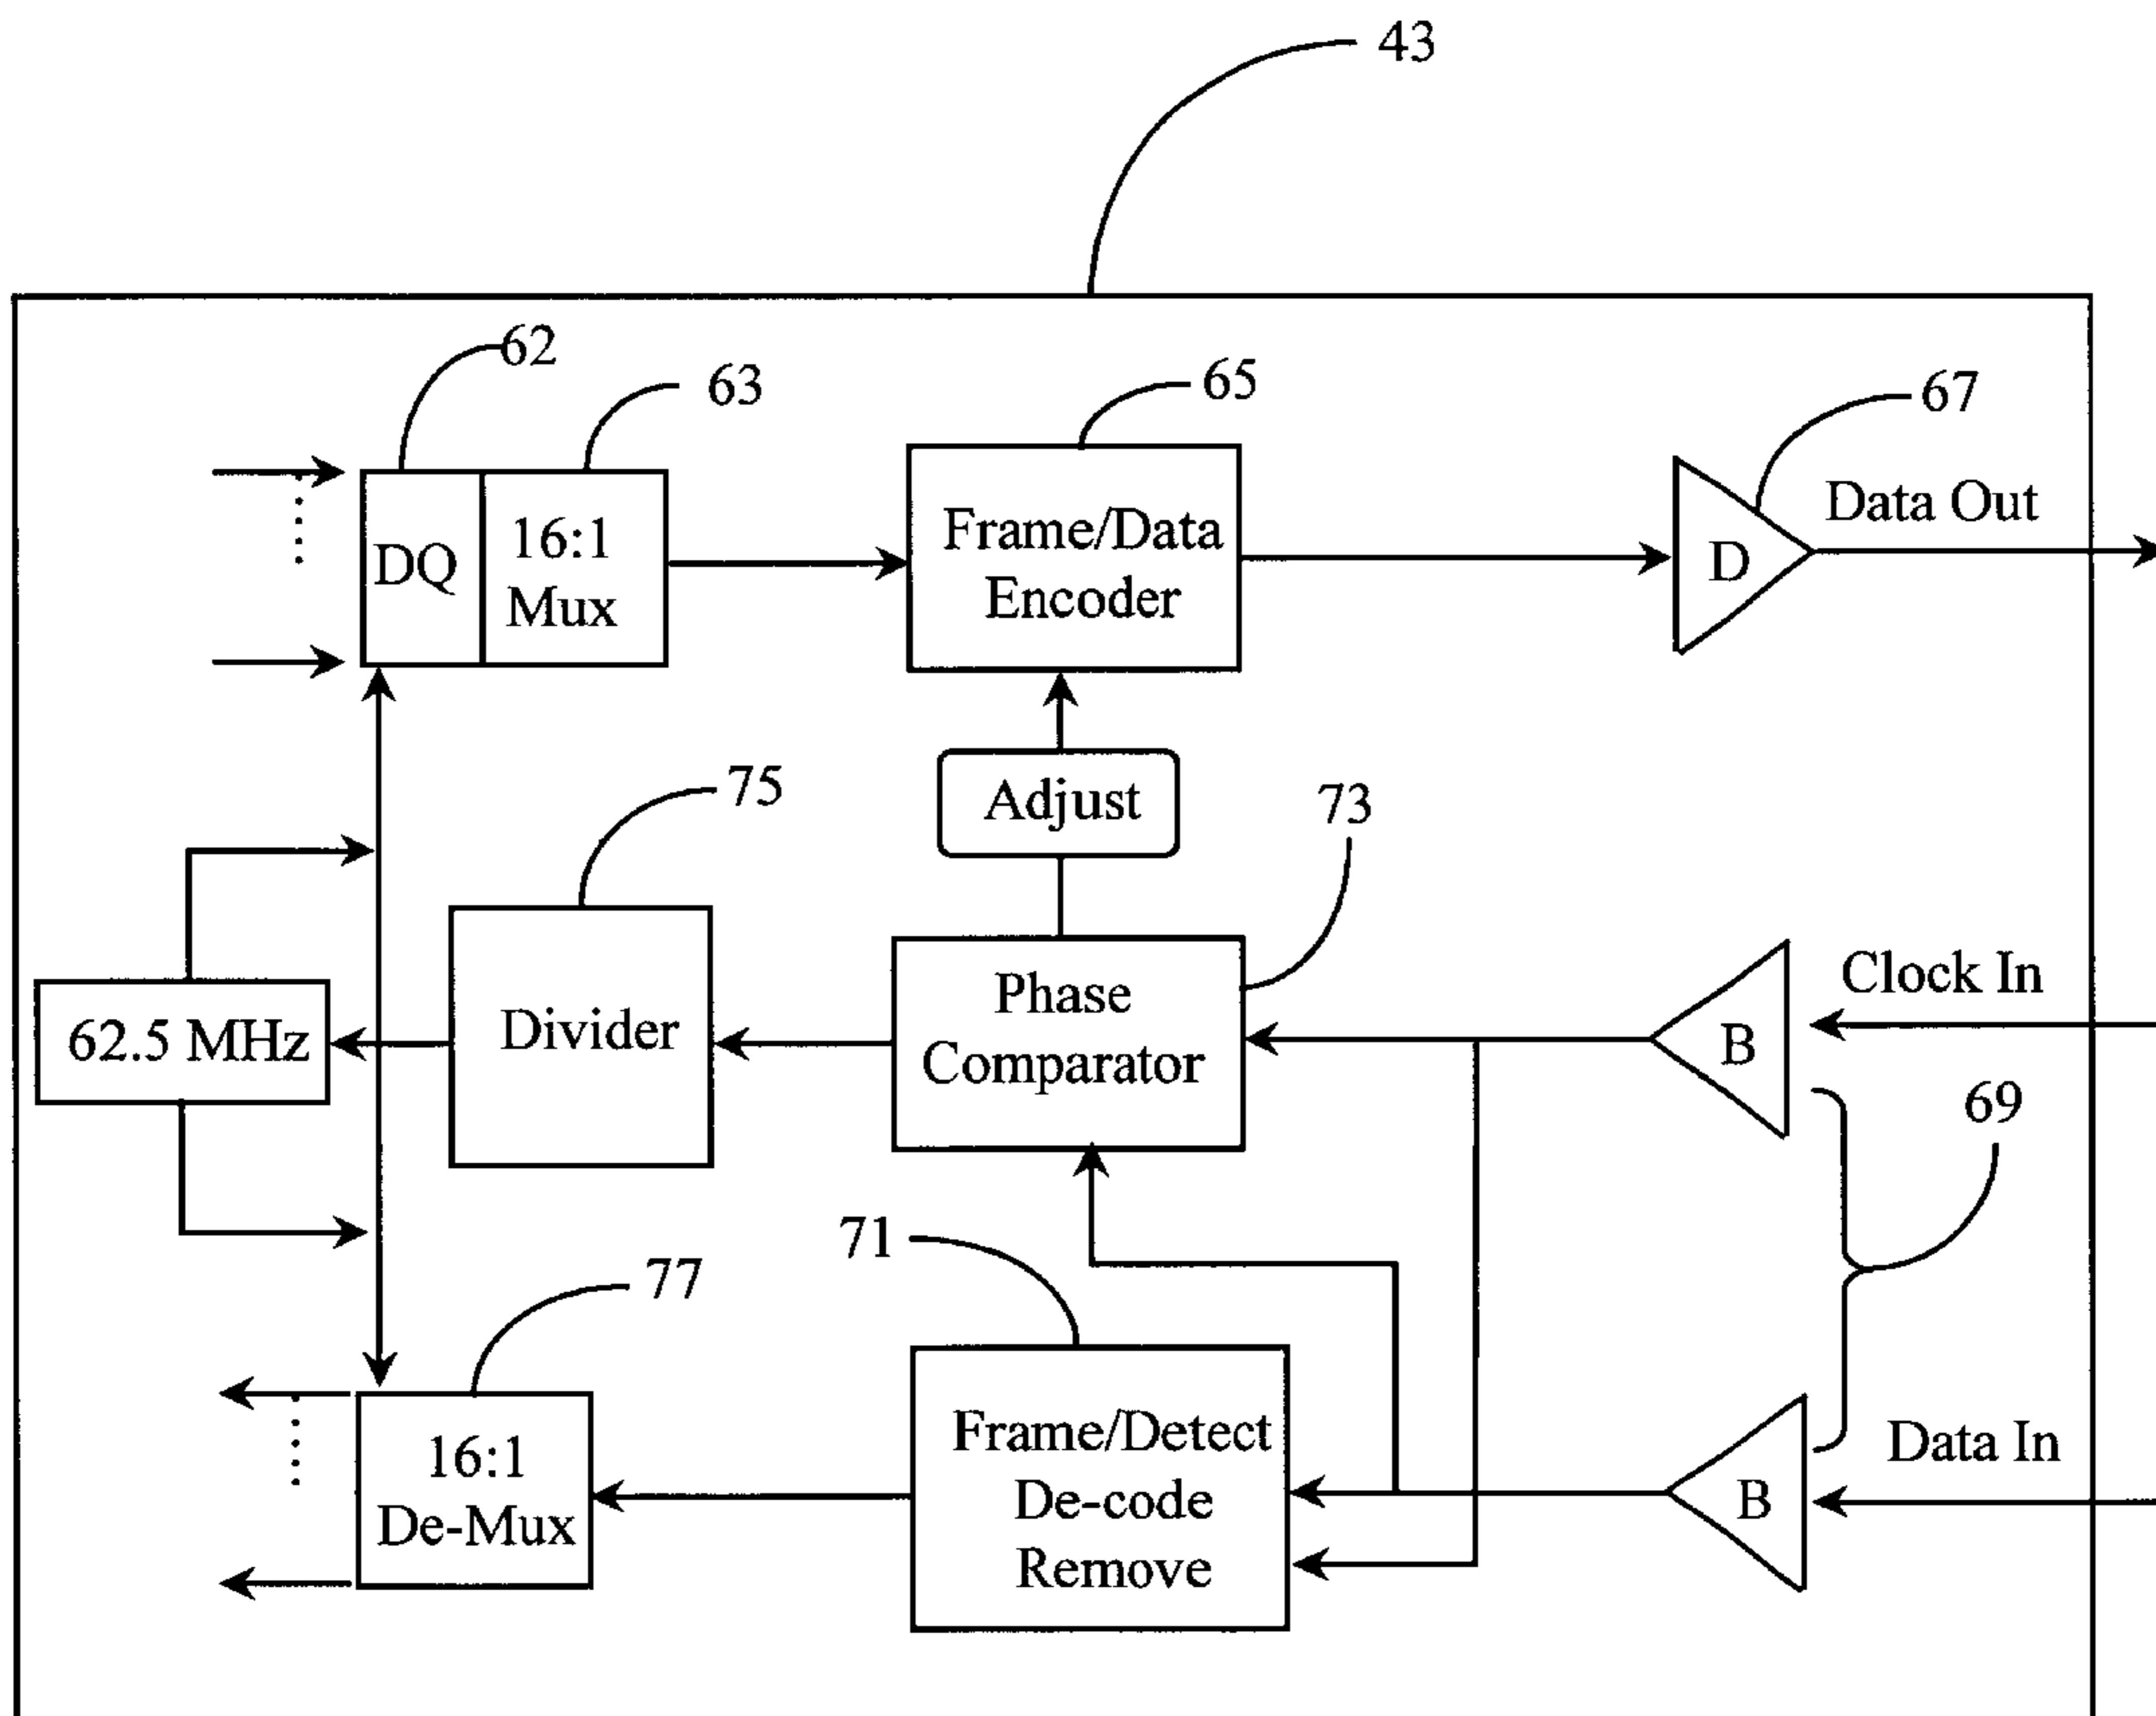 43
62
63
65
67
DQ
16:1
Mux
Frame/Data
Encoder
D
Data Out
75
Adjust
73
62.5 MHz
Divider
Phase
Comparator
B
Clock In
69
71
77
16:1
De-Mux
Frame/Detect
De-code
Remove
B
Data In